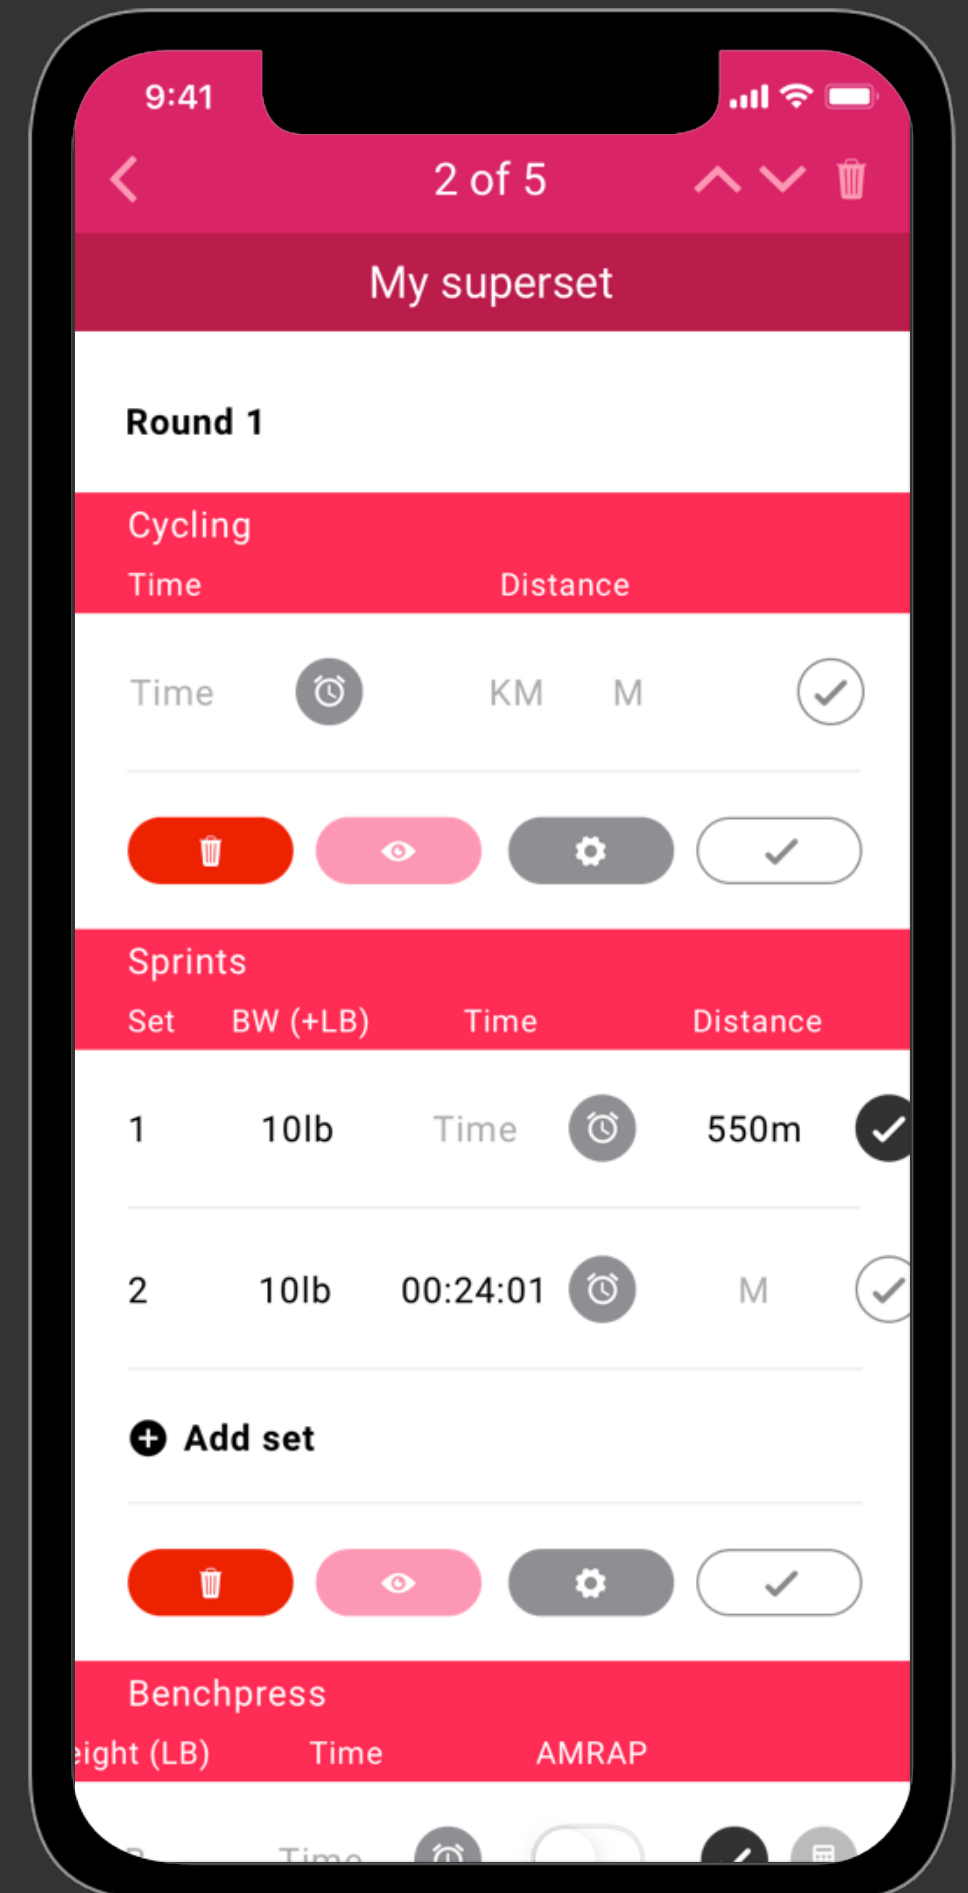 9:41
2 of 5
My superset
Round 1
Cycling
Time Distance
Time KM M
Sprints
Set BW (+LB) Time Distance
1 10lb Time 550m
2 10lb 00:24:01 M
Add set
Benchpress
eight (LB) Time AMRAP
Time